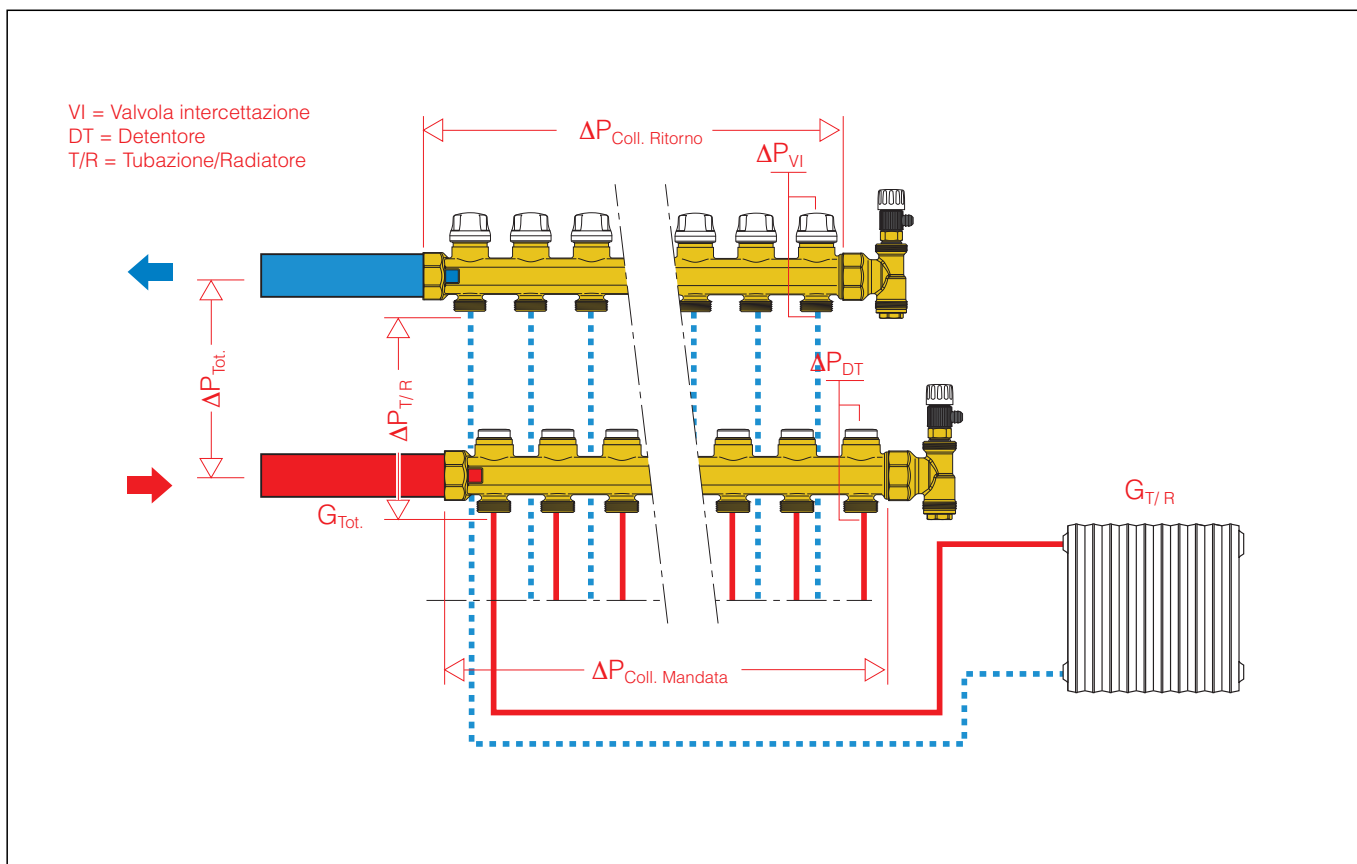 VI = Valvola intercettazione
DT = Detentore
T/R = Tubazione/Radiatore
ΔPColl. Ritorno
ΔPVI
ΔPTot.
ΔPT/R
ΔPDT
GTot.
GT/R
ΔPColl. Mandata